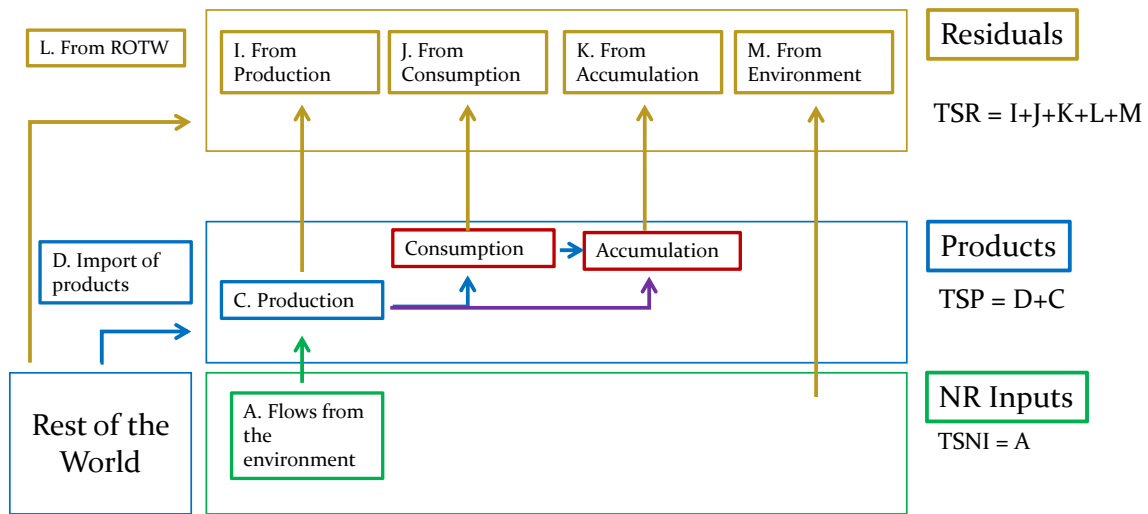 L. From ROTW
I. From
Production
J. From
Consumption
K. From
Accumulation
M. From
Environment
Residuals
TSR = I+J+K+L+M
D. Import of
products
Consumption
Accumulation
C. Production
Products
TSP = D+C
Rest of the
World
A. Flows from
the
environment
NR Inputs
TSNI = A